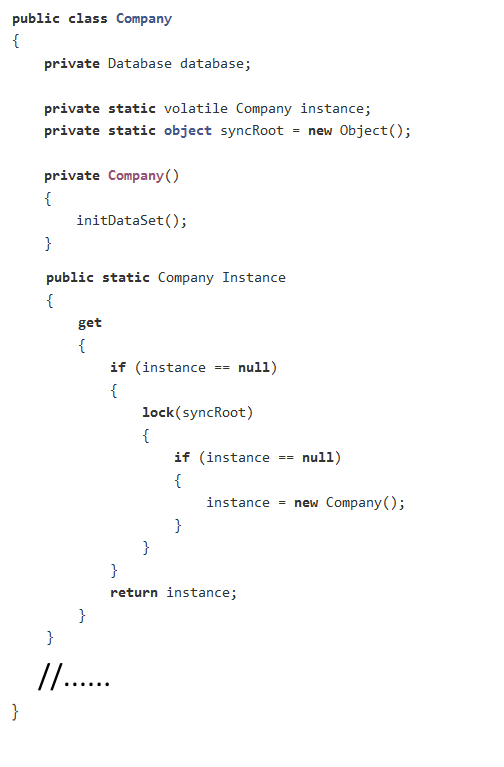 public class Company
{
private Database database;
private static volatile Company instance;
private static object syncRoot = new Object();
private Company()
{
initDataSet();
}
public static Company Instance
{
get
{
if (instance == null)
{
lock(syncRoot)
{
if (instance == null)
{
instance = new Company();
}
}
}
return instance;
}
}
//......
}